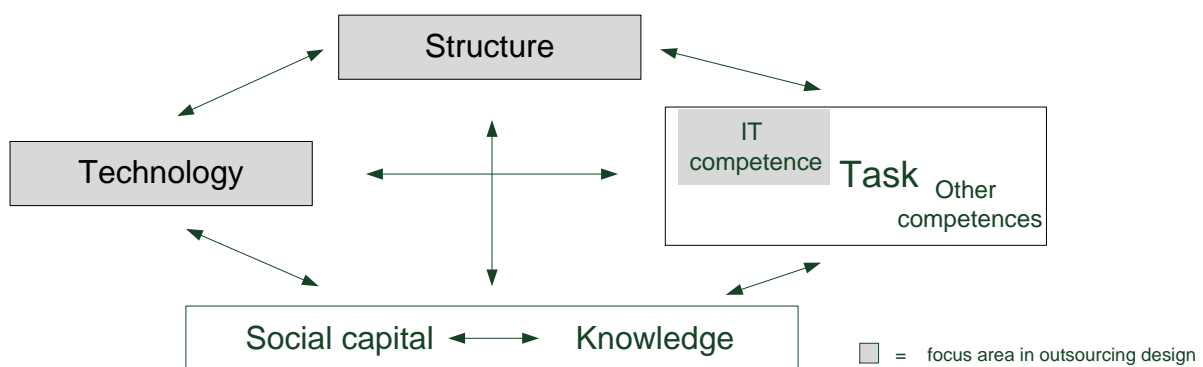 Structure
IT
competence
Technology
Task
Other
competences
Social capital
Knowledge
= focus area in outsourcing design